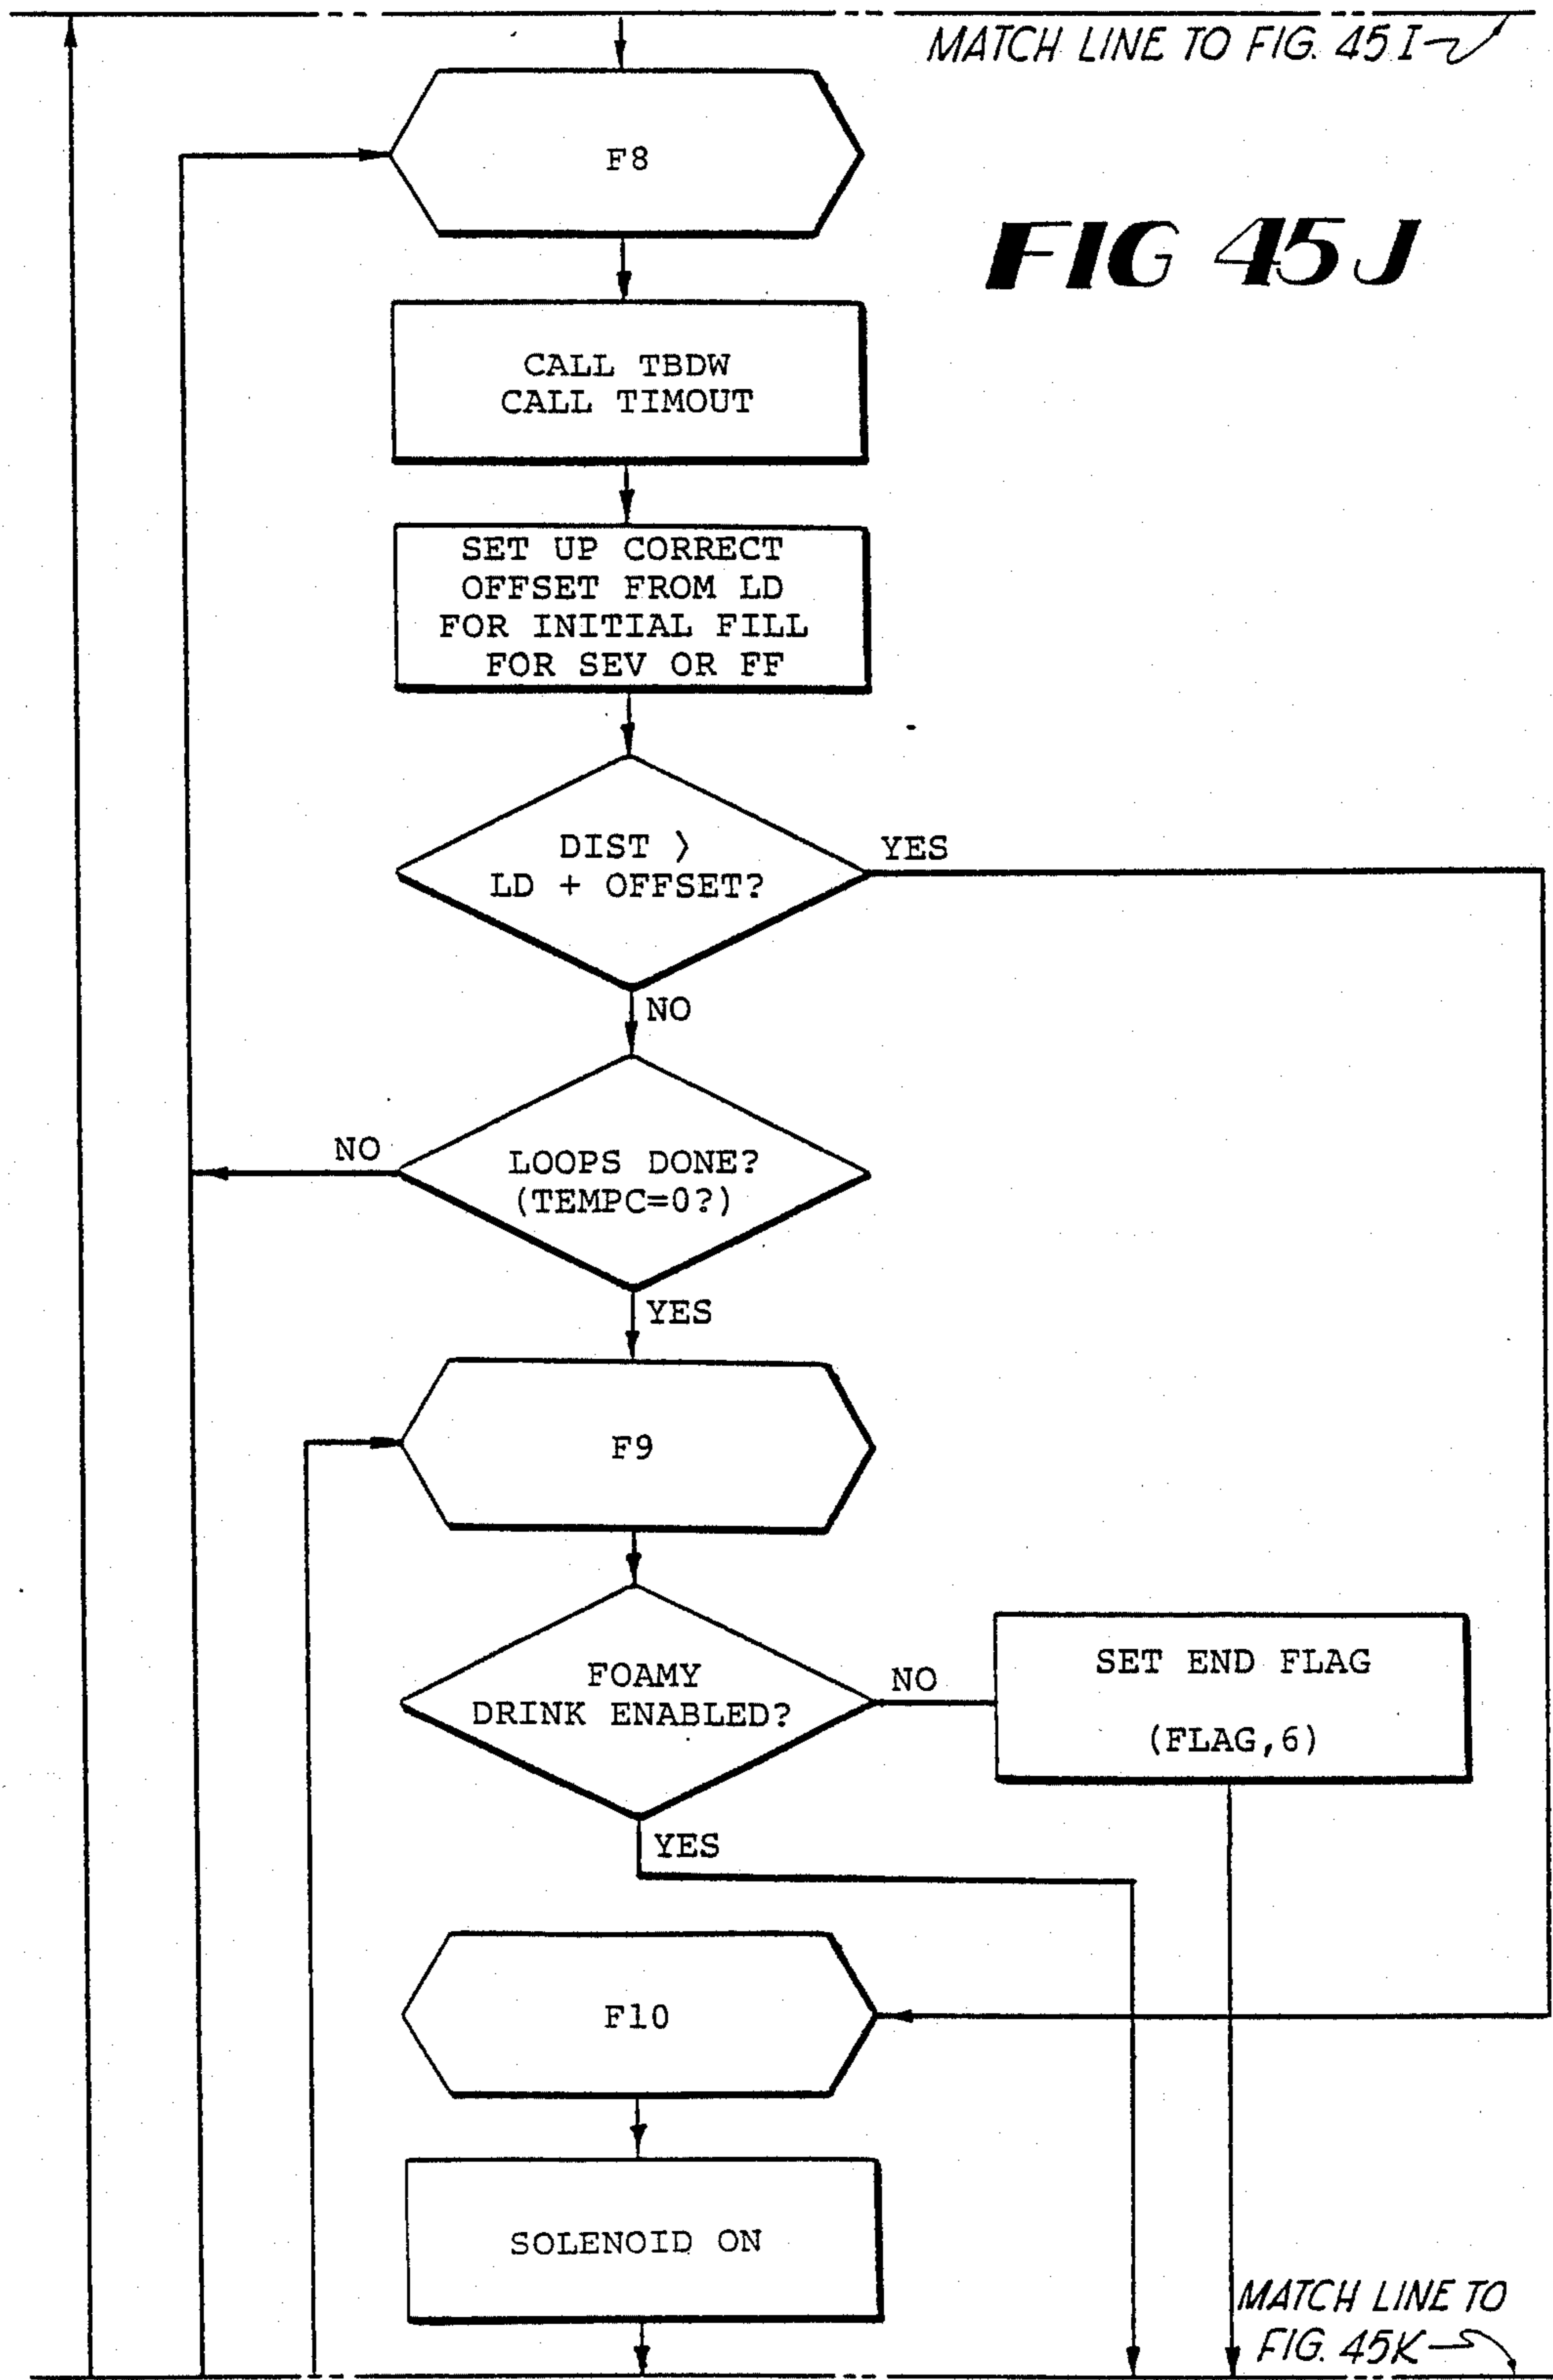 MATCH LINE TO FIG. 45I
F8
FIG 45J
CALL TBDW
CALL TIMOUT
SET UP CORRECT
OFFSET FROM LD
FOR INITIAL FILL
FOR SEV OR FF
DIST >
LD + OFFSET?
YES
NO
NO
LOOPS DONE?
(TEMPC=0?)
YES
F9
FOAMY
DRINK ENABLED?
NO
SET END FLAG
(FLAG,6)
YES
F10
SOLENOID ON
MATCH LINE TO
FIG. 45K